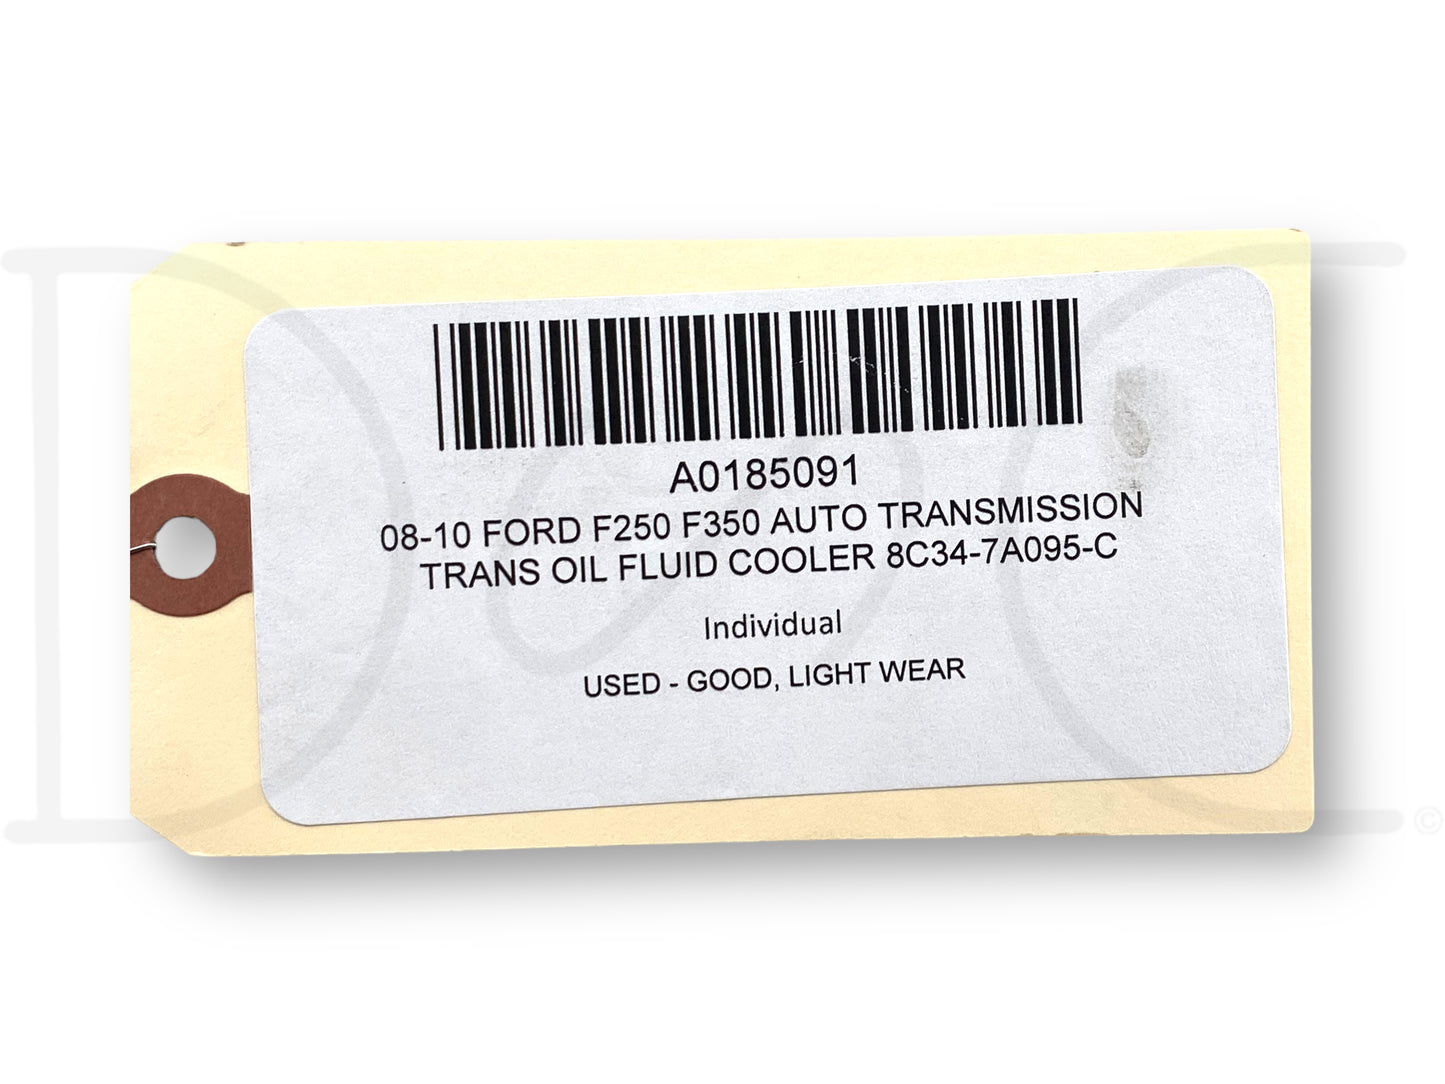 A0185091
08-10 FORD F250 F350 AUTO TRANSMISSION
TRANS OIL FLUID COOLER 8C34-7A095-C
Individual
USED - GOOD, LIGHT WEAR